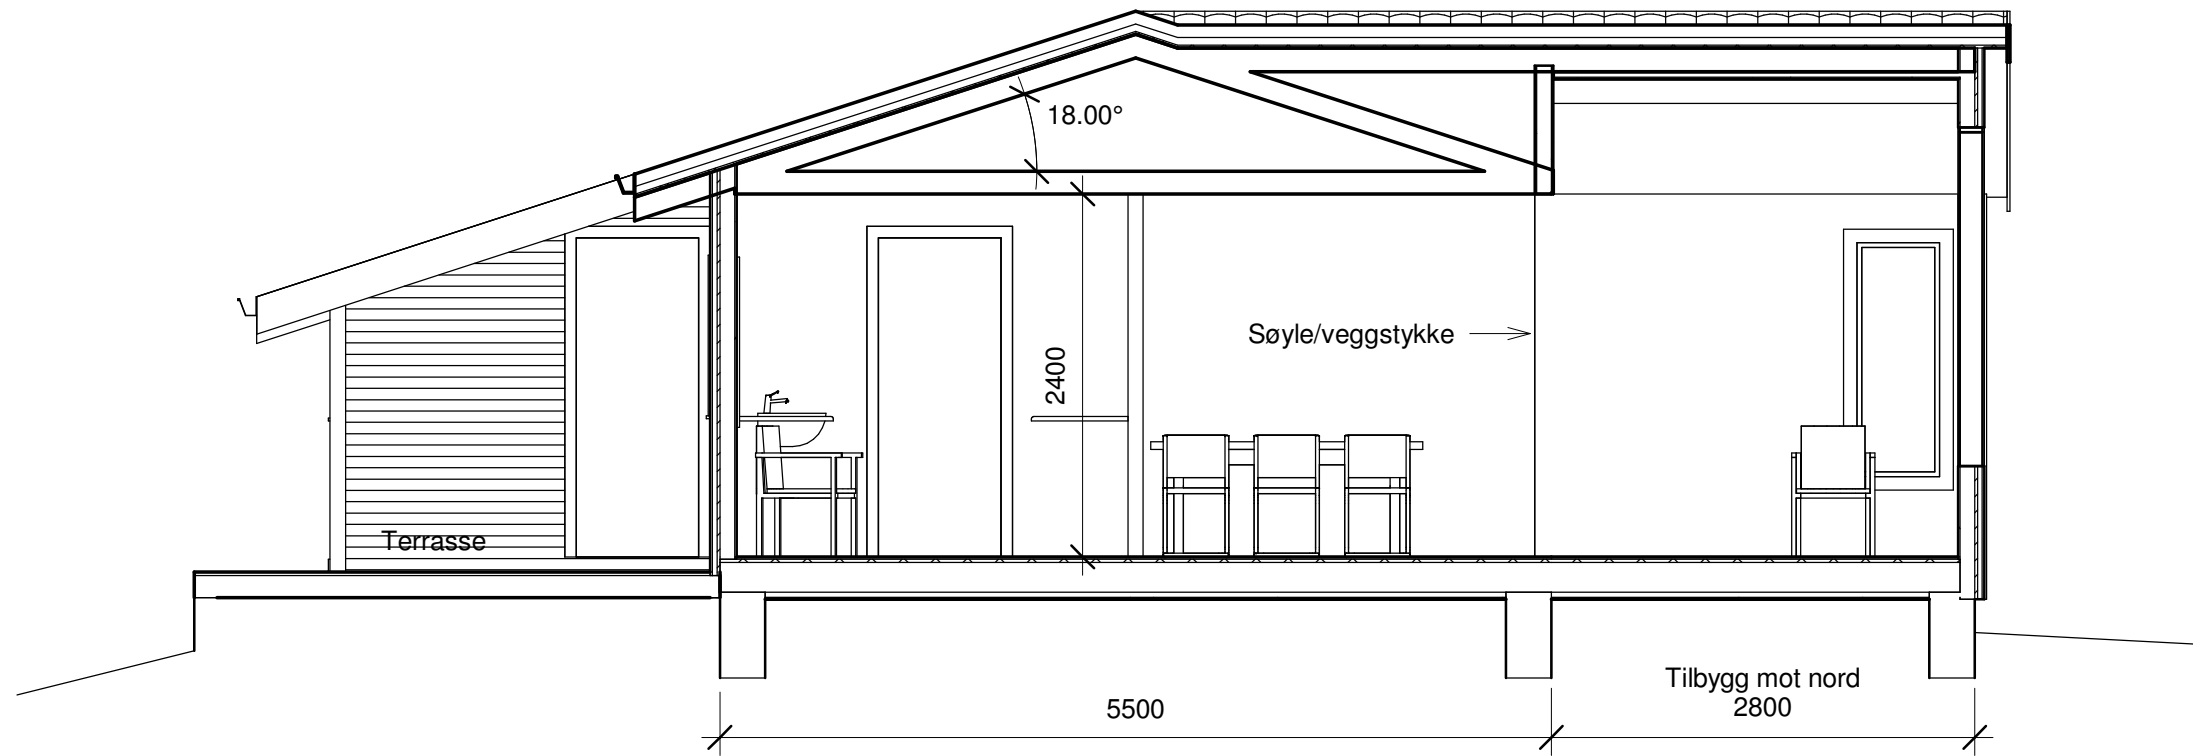 18.00°
Søyle/veggstykke
2400
Terrasse
Tilbygg mot nord
5500
2800